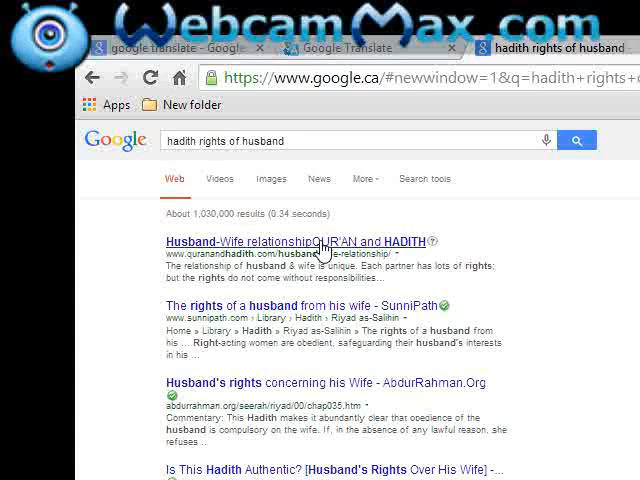 WebcamMax.com
google translate - Google
Google Translate
hadith rights of husband -
https://www.google.ca/#newwindow=1&q=hadith+rights+o
Apps
New folder
Google
hadith rights of husband
Web Videos Images News More Search tools
About 1,030,000 results (0.34 seconds)
Husband-Wife relationshipQUR'AN and HADITH
www.quranandhadith.com/husband e-relationship/
The relationship of husband & wife is unique. Each partner has lots of rights;
but the rights do not come without responsibilities...
The rights of a husband from his wife - SunniPath
www.sunnipath.com › Library › Hadith › Riyad as-Salihin
Home » Library » Hadith » Riyad as-Salihin » The rights of a husband from
his ... Right-acting women are obedient, safeguarding their husband's interests
in his ...
Husband's rights concerning his Wife - AbdurRahman.Org
abdurrahman.org/seerah/riyad/00/chap035.htm
Commentary: This Hadith makes it abundantly clear that obedience of the
husband is compulsory on the wife. If, in the absence of any lawful reason, she
refuses ..
Is This Hadith Authentic? [Husband's Rights Over His Wife] -...